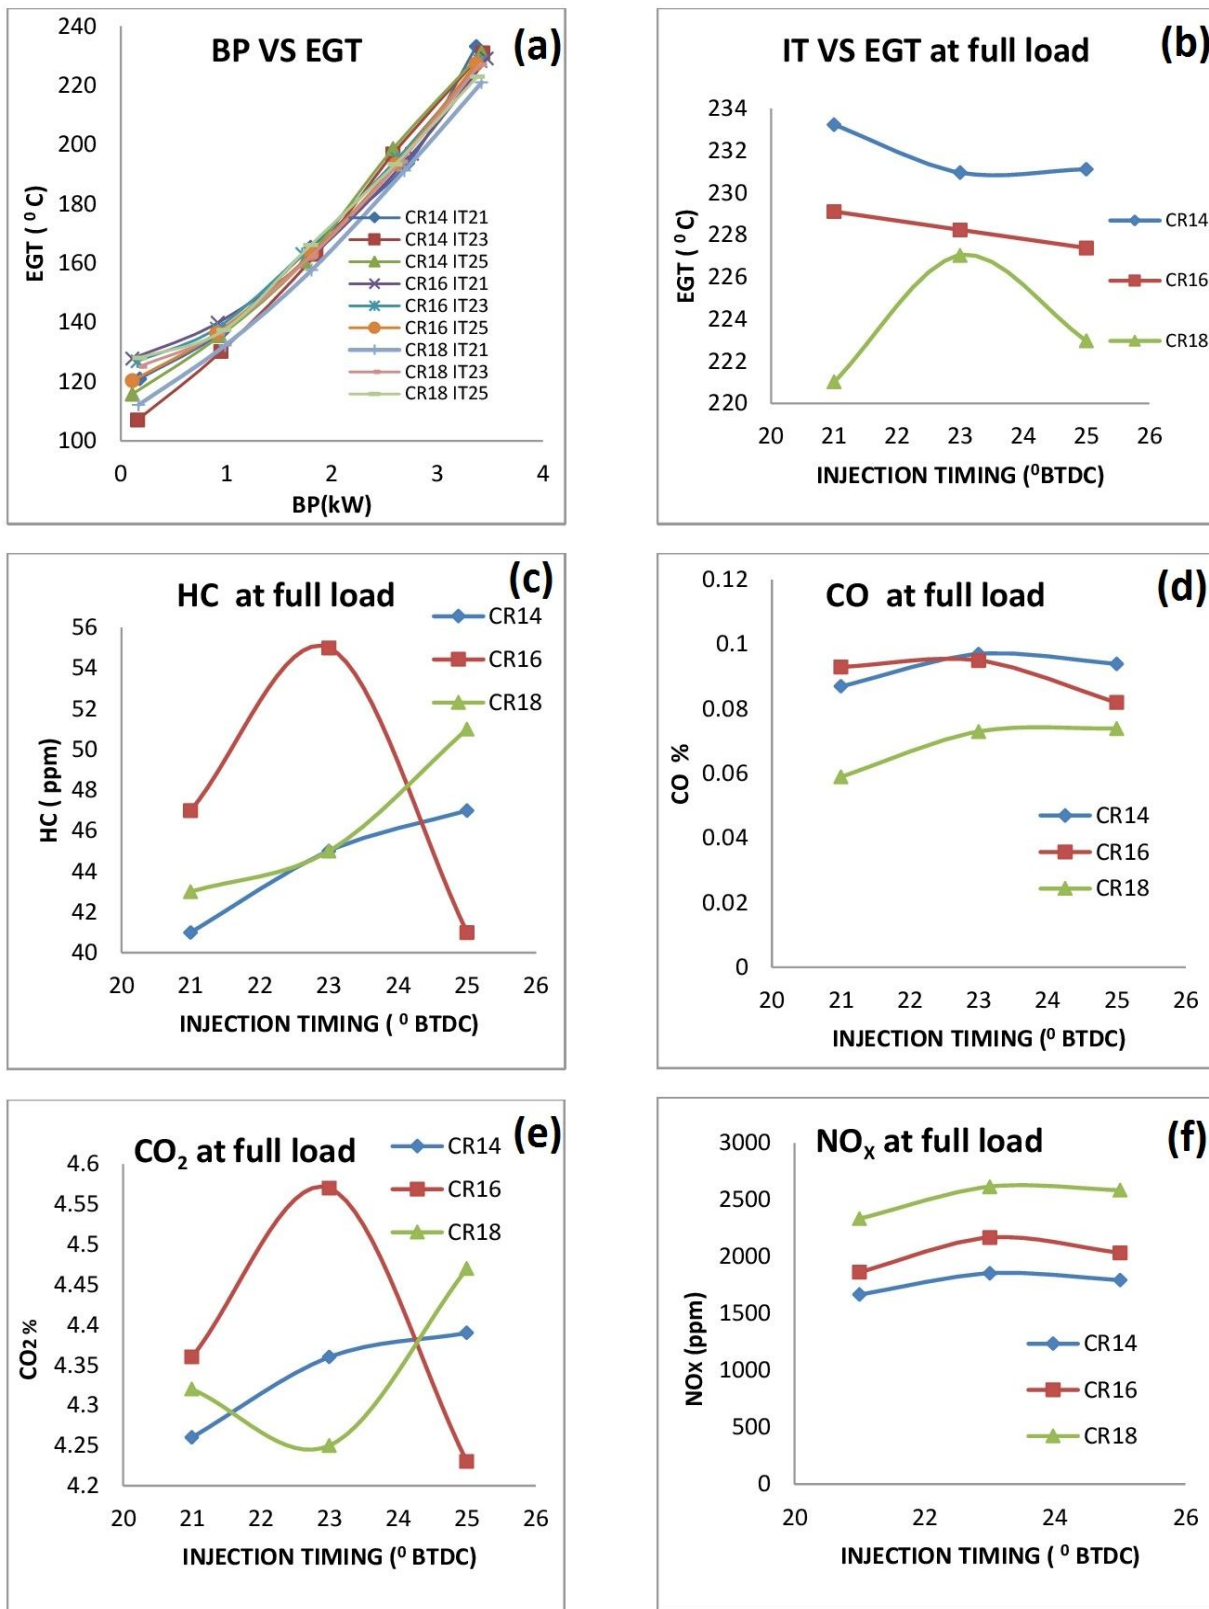 BP VS EGT
(a)
240
220
200
180
160
140
120
100
EGT ( ⁰ C)
0 1 2 3 4
BP(kW)
CR14 IT21
CR14 IT23
CR14 IT25
CR16 IT21
CR16 IT23
CR16 IT25
CR18 IT21
CR18 IT23
CR18 IT25
IT VS EGT at full load
(b)
234
232
230
228
226
224
222
220
EGT ( ⁰ C)
20 21 22 23 24 25 26
INJECTION TIMING (⁰BTDC)
CR14
CR16
CR18
HC at full load
(c)
56
54
52
50
48
46
44
42
40
HC ( ppm)
20 21 22 23 24 25 26
INJECTION TIMING ( ⁰ BTDC)
CR14
CR16
CR18
CO at full load
(d)
0.12
0.1
0.08
0.06
0.04
0.02
0
CO %
20 21 22 23 24 25 26
INJECTION TIMING (⁰ BTDC)
CR14
CR16
CR18
CO₂ at full load
(e)
4.6
4.55
4.5
4.45
4.4
4.35
4.3
4.25
4.2
CO2 %
20 21 22 23 24 25 26
INJECTION TIMING (⁰ BTDC)
CR14
CR16
CR18
NOₓ at full load
(f)
3000
2500
2000
1500
1000
500
0
NOx (ppm)
20 22 24 26
INJECTION TIMING ( ⁰ BTDC)
CR14
CR16
CR18